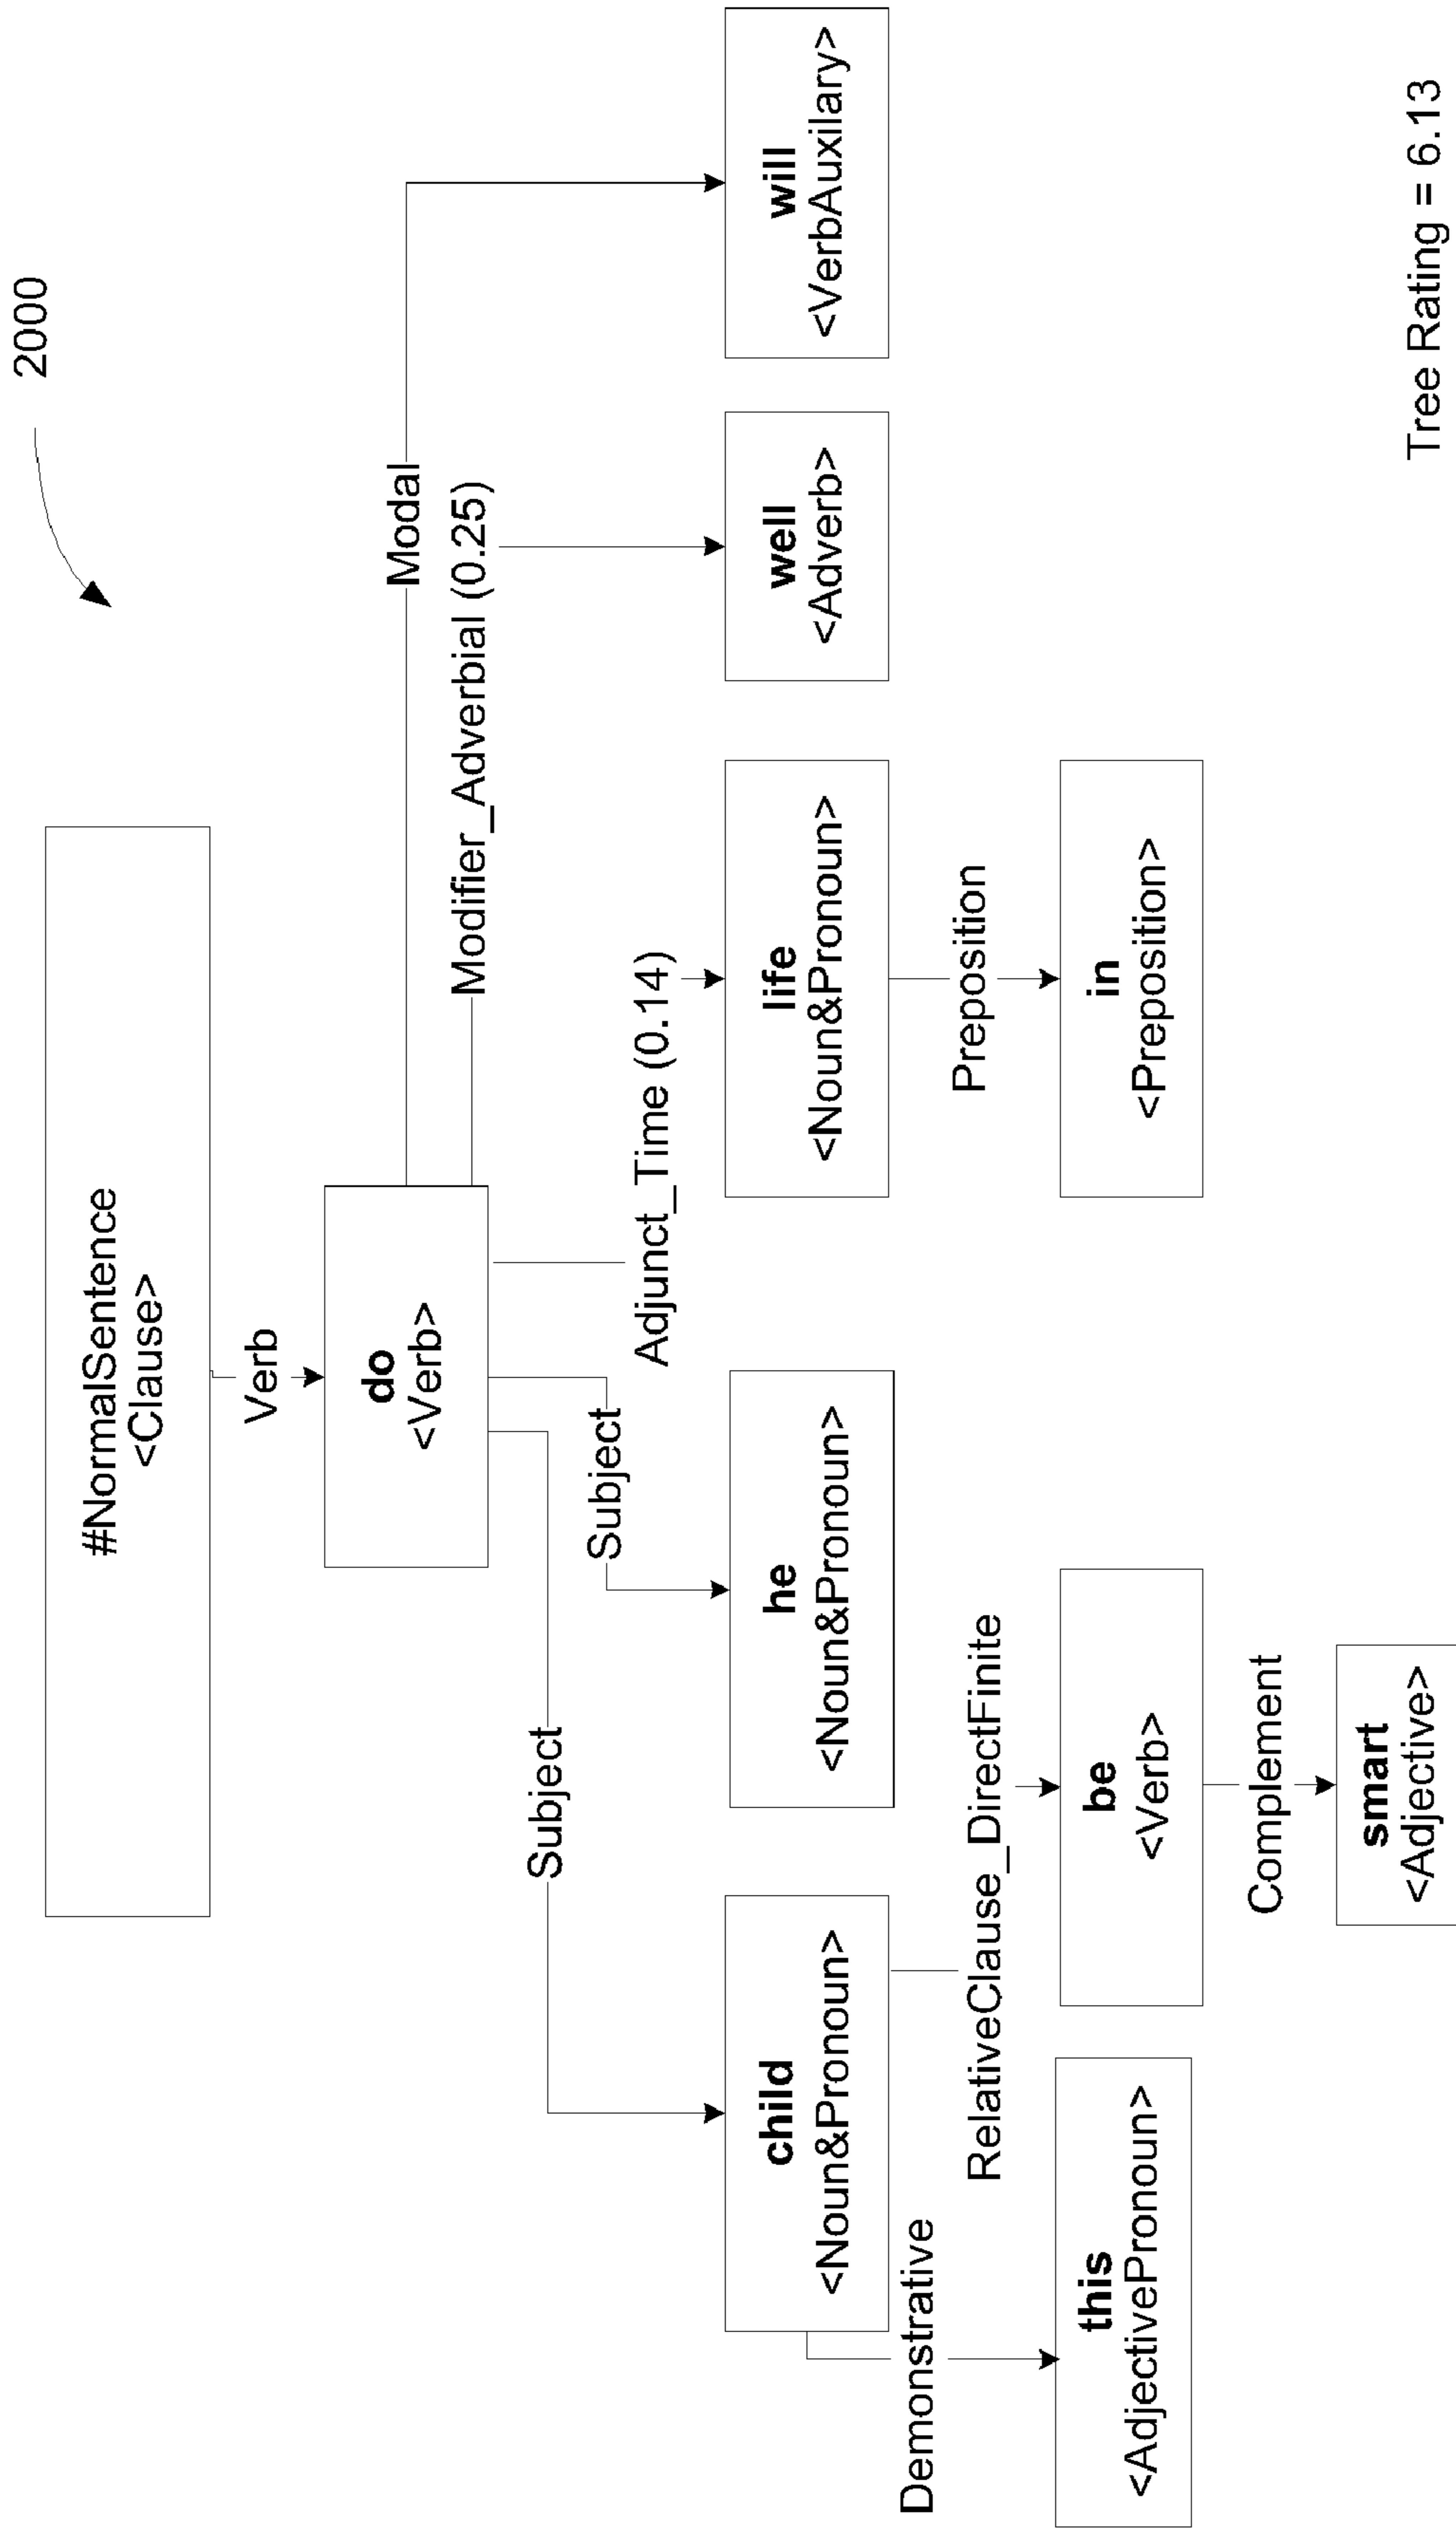 2000
#NormalSentence
<Clause>
Verb
do
<Verb>
Modal
Modifier_Adverbial (0.25)
Subject
Subject
Adjunct_Time (0.14)
child
<Noun&Pronoun>
he
<Noun&Pronoun>
life
<Noun&Pronoun>
well
<Adverb>
will
<VerbAuxilary>
Demonstrative
RelativeClause_DirectFinite
Preposition
this
<AdjectivePronoun>
be
<Verb>
in
<Preposition>
Complement
smart
<Adjective>
Tree Rating = 6.13